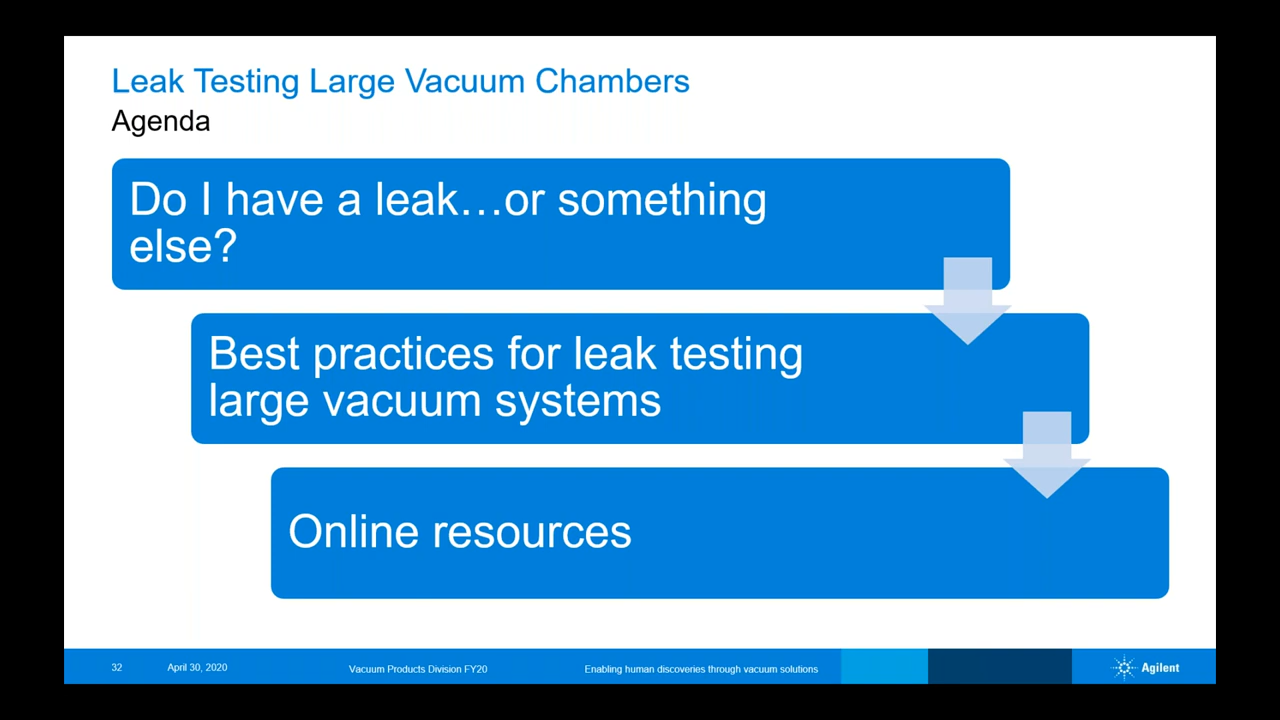 Leak Testing Large Vacuum Chambers
Agenda
Do I have a leak…or something
else?
Best practices for leak testing
large vacuum systems
Online resources
32 April 30, 2020 Vacuum Products Division FY20 Enabling human discoveries through vacuum solutions Agilent